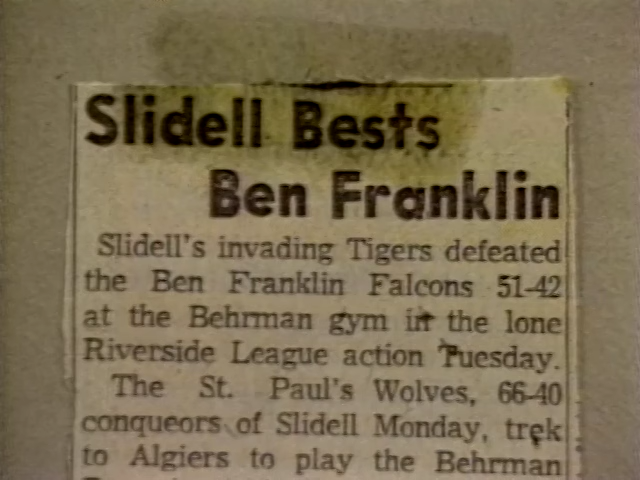 Slidell Bests
Ben Franklin
Slidell's invading Tigers defeated
the Ben Franklin Falcons 51-42
at the Behrman gym in the lone
Riverside League action Tuesday.
The St. Paul's Wolves, 66-40
conqueors of Slidell Monday, trek
to Algiers to play the Behrman